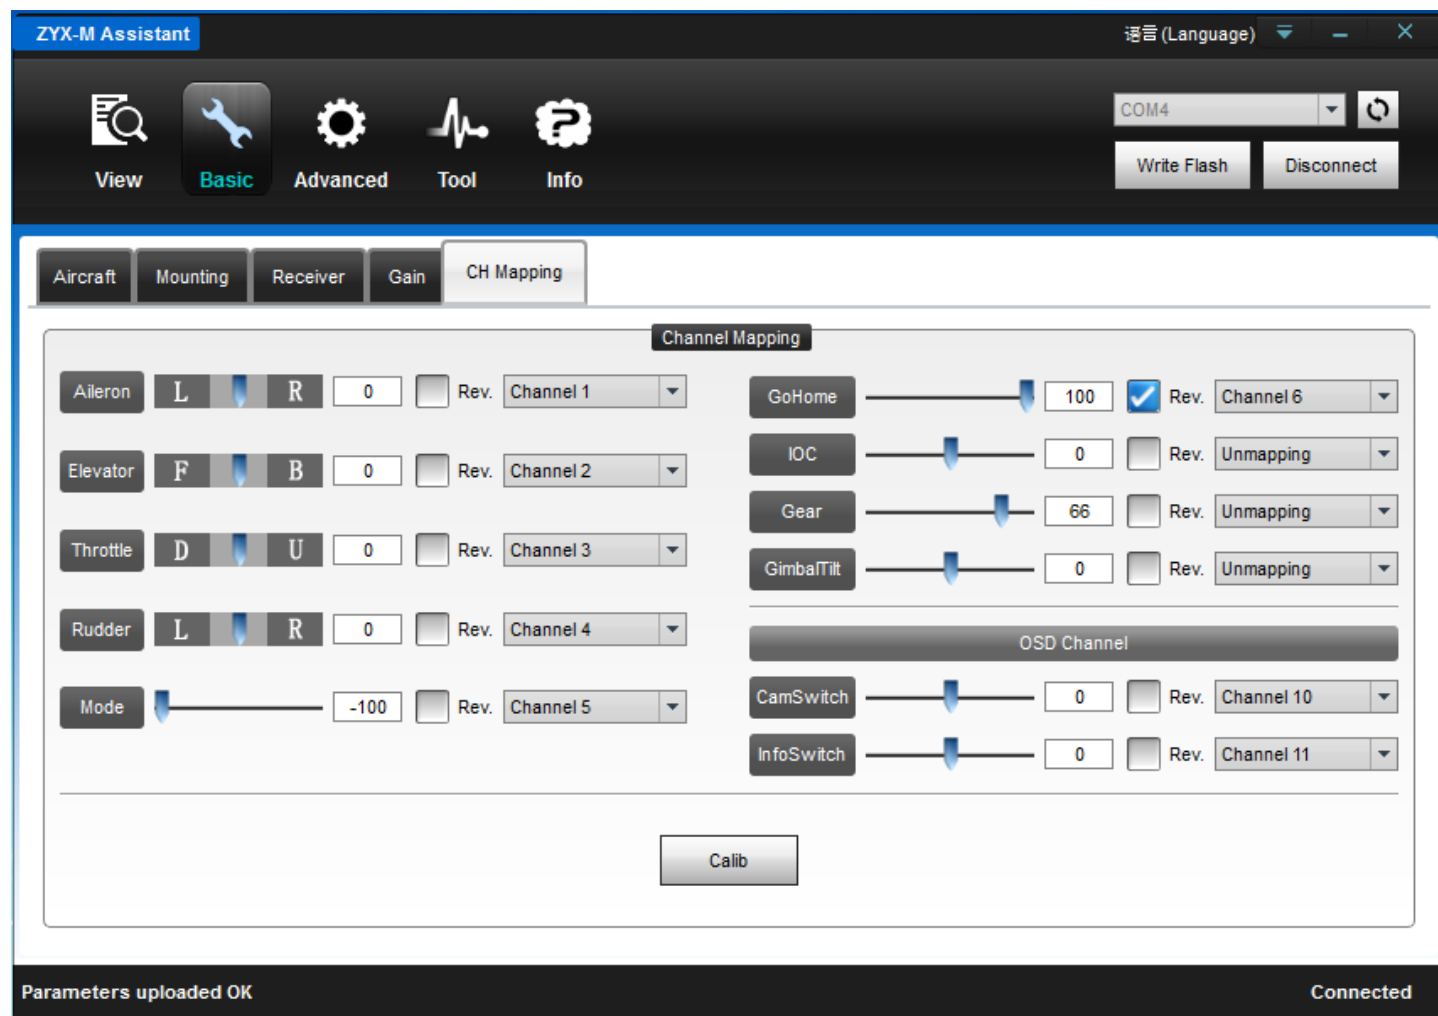 ZYX-M Assistant
语言(Language)
COM4
Write Flash
Disconnect
View
Basic
Advanced
Tool
Info
Aircraft
Mounting
Receiver
Gain
CH Mapping
Channel Mapping
Aileron L R 0 Rev. Channel 1
Elevator F B 0 Rev. Channel 2
Throttle D U 0 Rev. Channel 3
Rudder L R 0 Rev. Channel 4
Mode -100 Rev. Channel 5
GoHome 100 Rev. Channel 6
IOC 0 Rev. Unmapping
Gear 66 Rev. Unmapping
GimbalTilt 0 Rev. Unmapping
OSD Channel
CamSwitch 0 Rev. Channel 10
InfoSwitch 0 Rev. Channel 11
Calib
Parameters uploaded OK
Connected